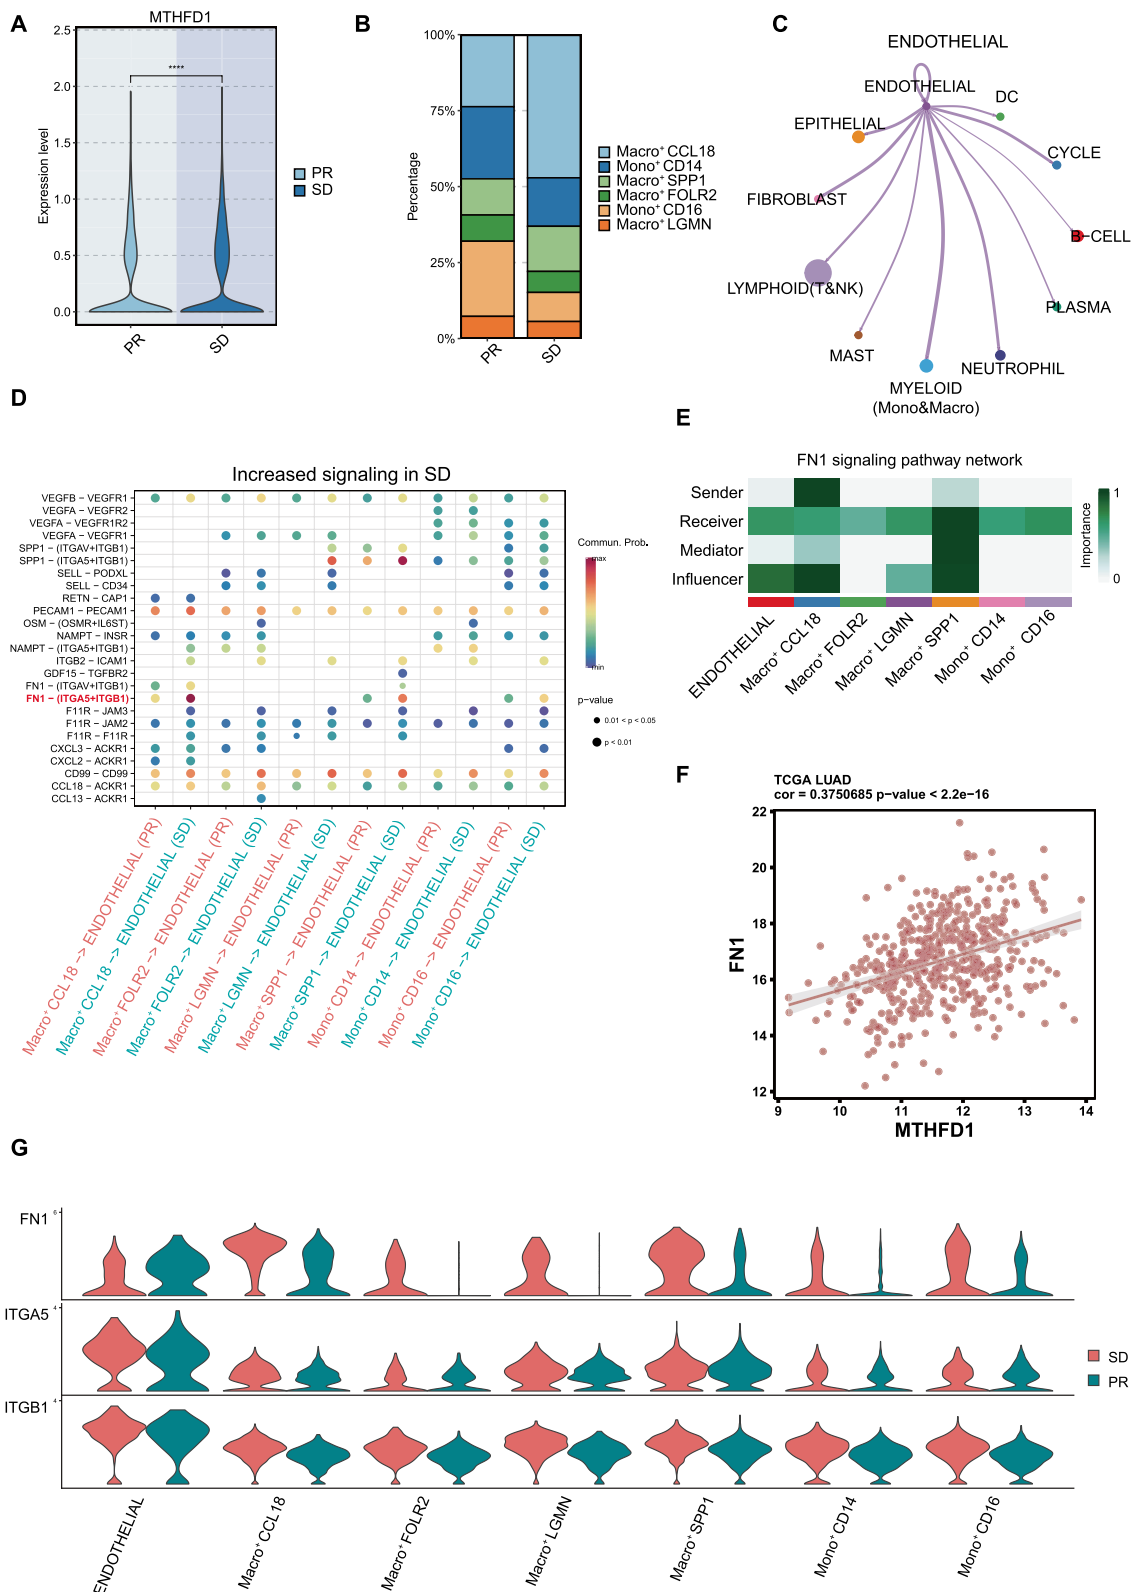 A
MTHFD1
2.5
2.0
1.5
1.0
0.5
0.0
Expression level
****
PR
SD
PR
SD
B
100%
75%
50%
25%
0%
Percentage
PR
SD
Macro+ CCL18
Mono+ CD14
Macro+ SPP1
Macro+ FOLR2
Mono+ CD16
Macro+ LGMN
C
ENDOTHELIAL
ENDOTHELIAL
DC
EPITHELIAL
CYCLE
FIBROBLAST
B-CELL
LYMPHOID(T&NK)
PLASMA
MAST
NEUTROPHIL
MYELOID
(Mono&Macro)
D
Increased signaling in SD
VEGFB - VEGFR1
VEGFA - VEGFR2
VEGFA - VEGFR1R2
VEGFA - VEGFR1
SPP1 - (ITGAV+ITGB1)
SPP1 - (ITGA5+ITGB1)
SELL - PODXL
SELL - CD34
RETN - CAP1
PECAM1 - PECAM1
OSM - (OSMR+IL6ST)
NAMPT - INSR
NAMPT - (ITGA5+ITGB1)
ITGB2 - ICAM1
GDF15 - TGFBR2
FN1 - (ITGAV+ITGB1)
FN1 - (ITGA5+ITGB1)
F11R - JAM3
F11R - JAM2
F11R - F11R
CXCL3 - ACKR1
CXCL2 - ACKR1
CD99 - CD99
CCL18 - ACKR1
CCL13 - ACKR1
Macro+ CCL18 -> ENDOTHELIAL (PR)
Macro+ CCL18 -> ENDOTHELIAL (SD)
Macro+ FOLR2 -> ENDOTHELIAL (PR)
Macro+ FOLR2 -> ENDOTHELIAL (SD)
Macro+ LGMN -> ENDOTHELIAL (PR)
Macro+ LGMN -> ENDOTHELIAL (SD)
Macro+ SPP1 -> ENDOTHELIAL (PR)
Macro+ SPP1 -> ENDOTHELIAL (SD)
Mono+ CD14 -> ENDOTHELIAL (PR)
Mono+ CD14 -> ENDOTHELIAL (SD)
Mono+ CD16 -> ENDOTHELIAL (PR)
Mono+ CD16 -> ENDOTHELIAL (SD)
Commun. Prob.
max
min
p-value
0.01 < p < 0.05
p < 0.01
E
FN1 signaling pathway network
Sender
Receiver
Mediator
Influencer
ENDOTHELIAL
Macro+ CCL18
Macro+ FOLR2
Macro+ LGMN
Macro+ SPP1
Mono+ CD14
Mono+ CD16
Importance
1
0
F
TCGA LUAD
cor = 0.3750685 p-value < 2.2e-16
22
20
18
16
14
12
FN1
9
10
11
12
13
14
MTHFD1
G
FN1
6
ITGA5
4
ITGB1
4
SD
PR
ENDOTHELIAL
Macro+ CCL18
Macro+ FOLR2
Macro+ LGMN
Macro+ SPP1
Mono+ CD14
Mono+ CD16